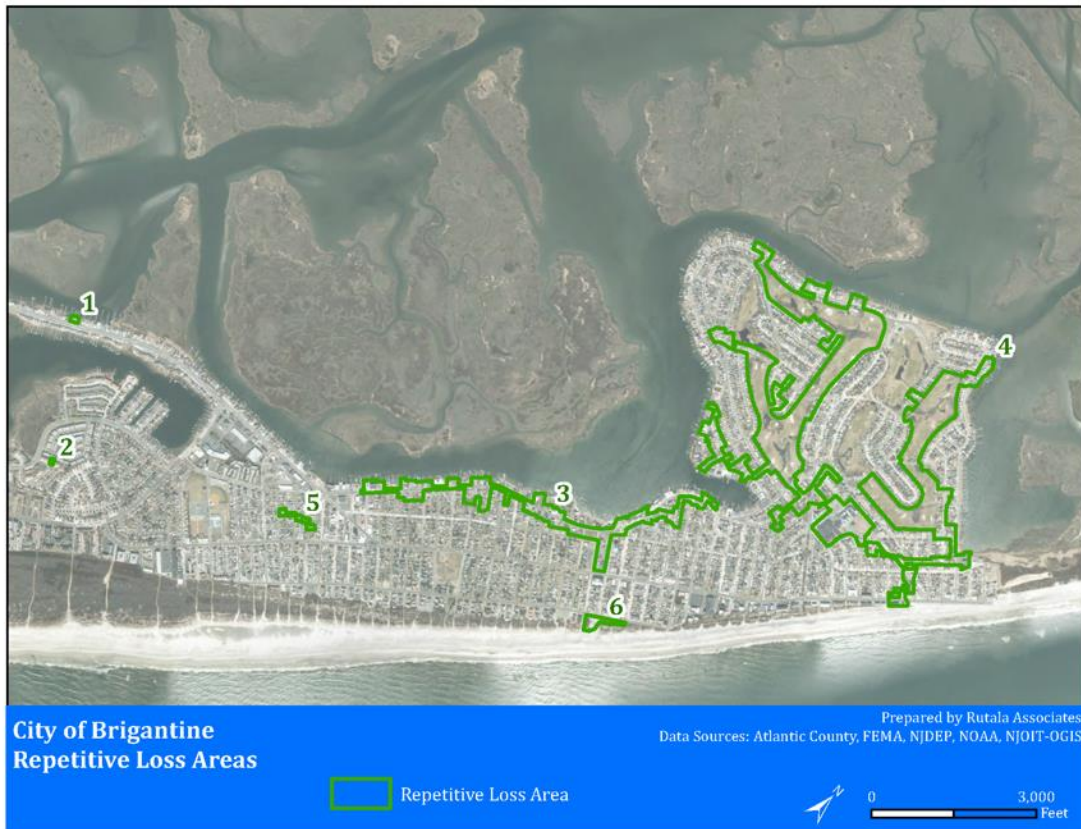 1
2
3
4
5
6
City of Brigantine
Repetitive Loss Areas
Prepared by Rutala Associates
Data Sources: Atlantic County, FEMA, NJDEP, NOAA, NJOIT-OGIS
Repetitive Loss Area
0 3,000
Feet